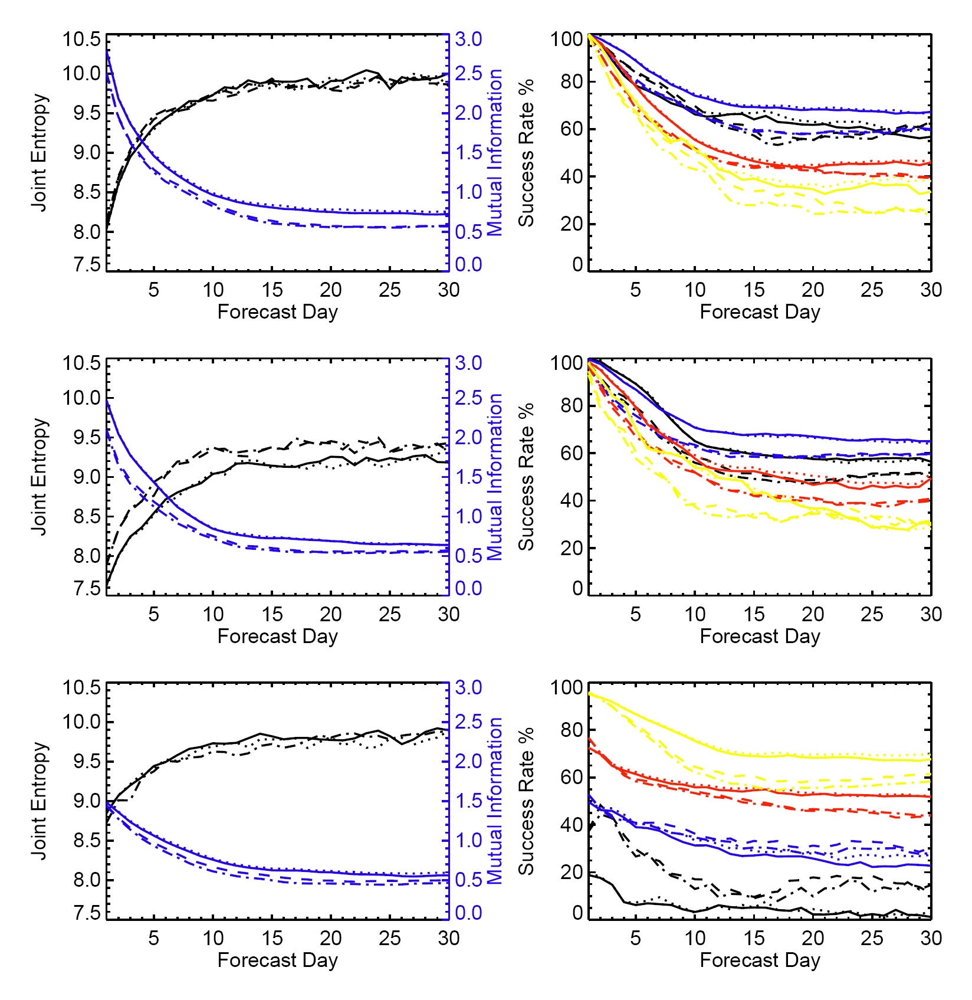 10.5
10.0
9.5
9.0
8.5
8.0
7.5
Joint Entropy
3.0
2.5
2.0
1.5
1.0
0.5
0.0
Mutual Information
5 10 15 20 25 30
Forecast Day
100
80
60
40
20
0
Success Rate %
5 10 15 20 25 30
Forecast Day
10.5
10.0
9.5
9.0
8.5
8.0
7.5
Joint Entropy
3.0
2.5
2.0
1.5
1.0
0.5
0.0
Mutual Information
5 10 15 20 25 30
Forecast Day
100
80
60
40
20
0
Success Rate %
5 10 15 20 25 30
Forecast Day
10.5
10.0
9.5
9.0
8.5
8.0
7.5
Joint Entropy
3.0
2.5
2.0
1.5
1.0
0.5
0.0
Mutual Information
5 10 15 20 25 30
Forecast Day
100
80
60
40
20
0
Success Rate %
5 10 15 20 25 30
Forecast Day